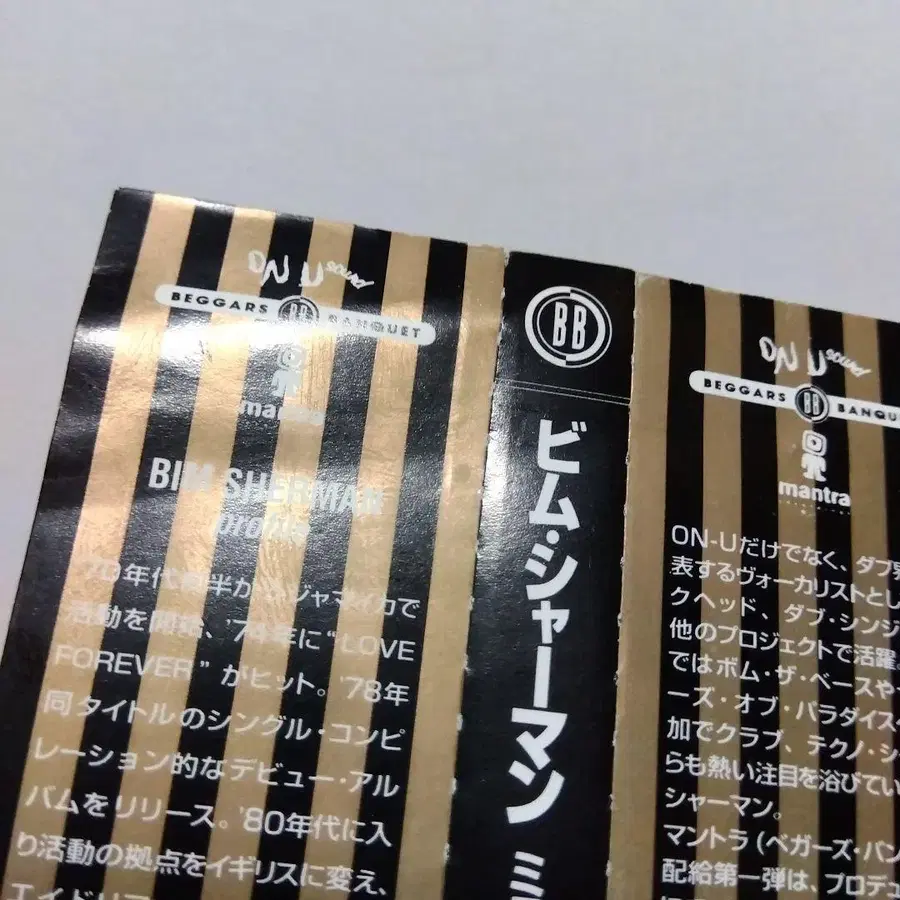 ON U SOUND
BEGGARS BB BANQUET
mantra
BIM SHERMAN
profile
'70年代前半からジャマイカで
活動を開始、'74年に"LOVE
FOREVER"がヒット。'78年
同タイトルのシングル・コンピ
レーション的なデビュー・アル
バムをリリース。'80年代に入
り活動の拠点をイギリスに変え、
エイドリア
BB
ビム・シャーマン ミ
ON U SOUND
BEGGARS BB BANQU
mantra
ON-Uだけでなく、ダブ界
表するヴォーカリストとし
クヘッド、ダブ・シンジ
他のプロジェクトで活躍。
ではボム・ザ・ベースや
ーズ・オブ・パラダイス
加でクラブ、テクノ・シ
らも熱い注目を浴びてい
シャーマン。
マントラ(ベガーズ・バン
配給第一弾は、プロデュ